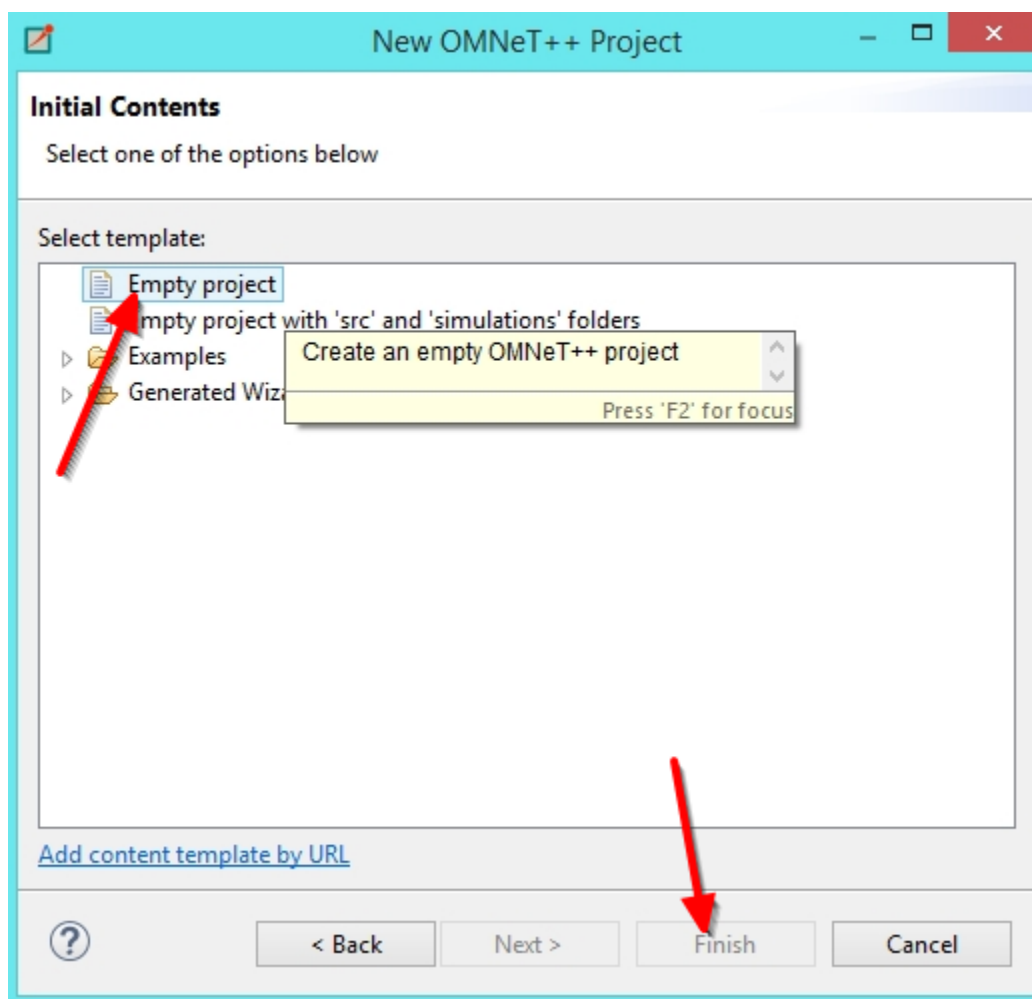 New OMNeT++ Project
Initial Contents
Select one of the options below
Select template:
Empty project
Empty project with 'src' and 'simulations' folders
Examples
Create an empty OMNeT++ project
Generated Wiza
Press 'F2' for focus
Add content template by URL
< Back
Next >
Finish
Cancel